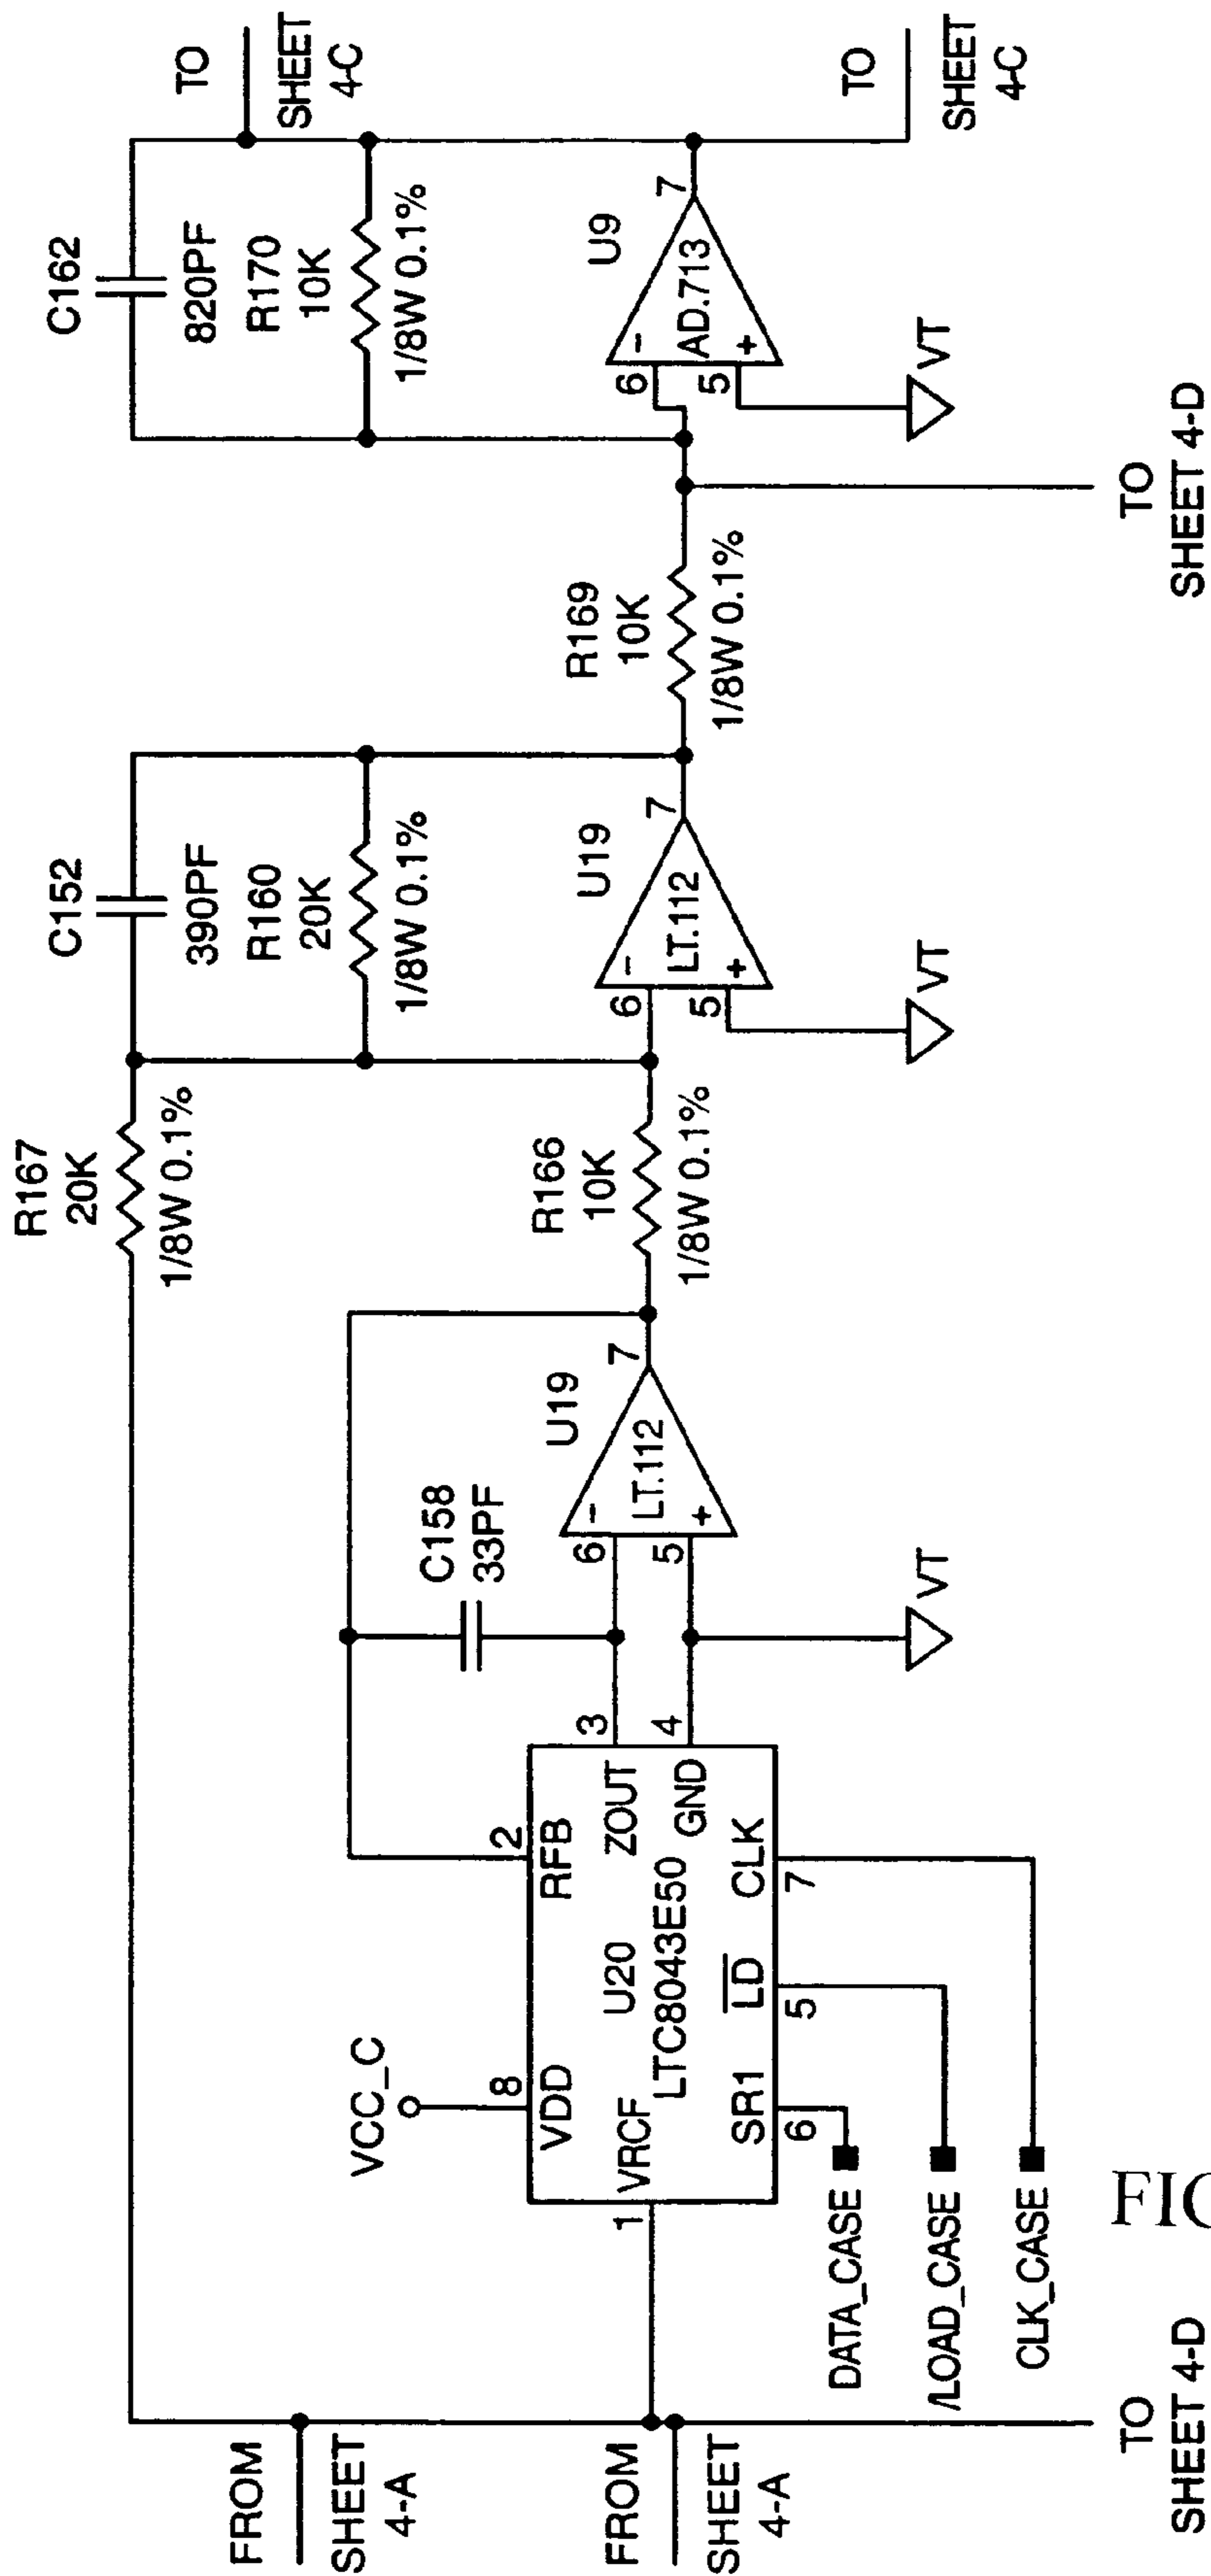 R167
20K
1/8W 0.1%
C152
390PF
R160
20K
1/8W 0.1%
C162
820PF
R170
10K
1/8W 0.1%
TO
SHEET
4-C
FROM
SHEET
4-A
VCC_C
8
VDD
2
RFB
C158
33PF
U19
6
-
LT.112
5
+
7
R166
10K
1/8W 0.1%
U19
6
-
LT.112
5
+
7
R169
10K
1/8W 0.1%
U9
6
-
AD.713
5
+
7
FROM
SHEET
4-A
1
VRCF
U20
LTC8043E50
ZOUT
3
GND
4
SR1
6
LD
5
CLK
7
VT
VT
VT
TO
SHEET
4-C
DATA_CASE
/LOAD_CASE
CLK_CASE
TO
SHEET 4-D
TO
SHEET 4-D